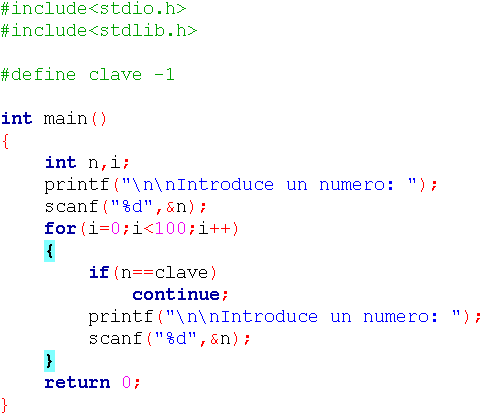 #include<stdio.h>
#include<stdlib.h>
#define clave -1
int main()
{
int n,i;
printf("\n\nIntroduce un numero: ");
scanf("%d",&n);
for(i=0;i<100;i++)
{
if(n==clave)
continue;
printf("\n\nIntroduce un numero: ");
scanf("%d",&n);
}
return 0;
}